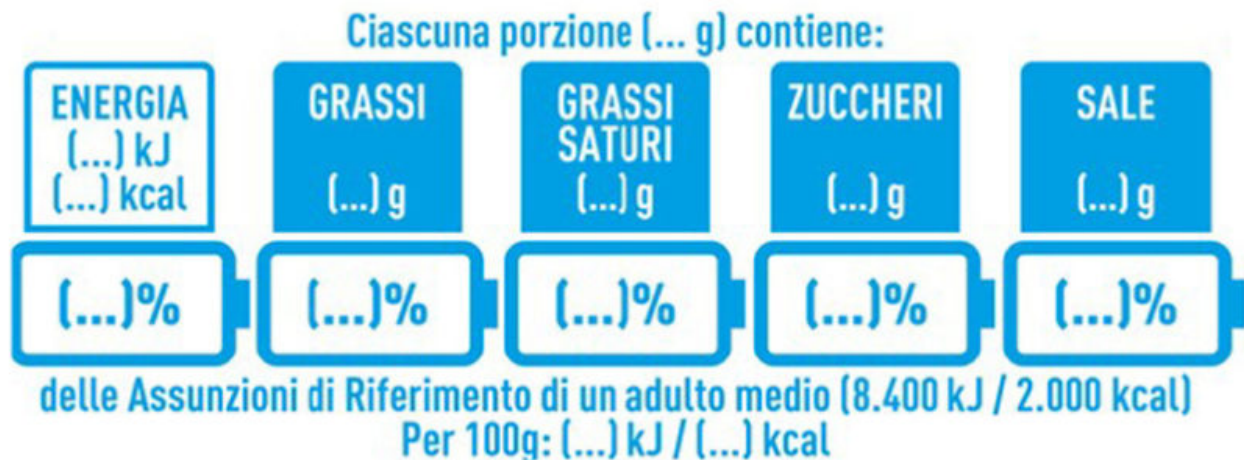 Ciascuna porzione (... g) contiene:
ENERGIA
(...) kJ
(...) kcal
GRASSI
(...) g
GRASSI
SATURI
(...) g
ZUCCHERI
(...) g
SALE
(...) g
(...)%
(...)%
(...)%
(...)%
(...)%
delle Assunzioni di Riferimento di un adulto medio (8.400 kJ / 2.000 kcal)
Per 100g: (...) kJ / (...) kcal